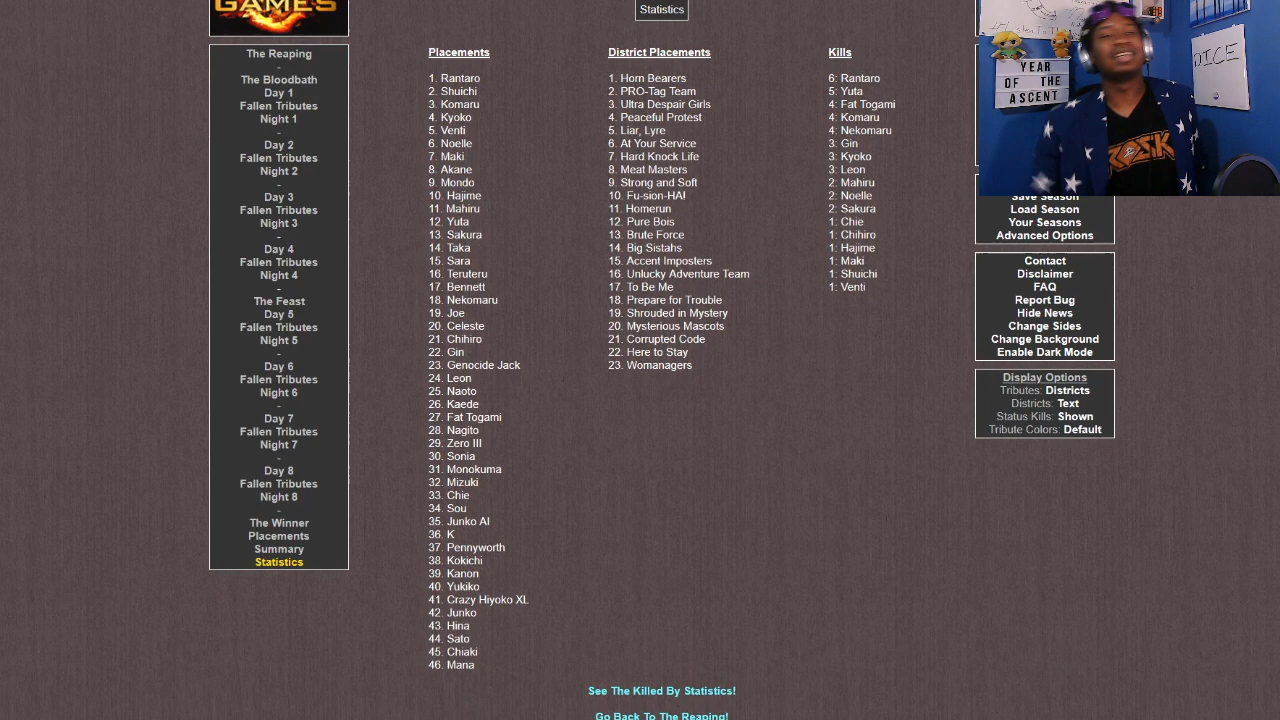 GAMES
The Reaping
-
The Bloodbath
Day 1
Fallen Tributes
Night 1
-
Day 2
Fallen Tributes
Night 2
-
Day 3
Fallen Tributes
Night 3
-
Day 4
Fallen Tributes
Night 4
-
The Feast
Day 5
Fallen Tributes
Night 5
-
Day 6
Fallen Tributes
Night 6
-
Day 7
Fallen Tributes
Night 7
-
Day 8
Fallen Tributes
Night 8
-
The Winner
Placements
Summary
Statistics
Statistics
Placements
1. Rantaro
2. Shuichi
3. Komaru
4. Kyoko
5. Venti
6. Noelle
7. Maki
8. Akane
9. Mondo
10. Hajime
11. Mahiru
12. Yuta
13. Sakura
14. Taka
15. Sara
16. Teruteru
17. Bennett
18. Nekomaru
19. Joe
20. Celeste
21. Chihiro
22. Gin
23. Genocide Jack
24. Leon
25. Naoto
26. Kaede
27. Fat Togami
28. Nagito
29. Zero III
30. Sonia
31. Monokuma
32. Mizuki
33. Chie
34. Sou
35. Junko AI
36. K
37. Pennyworth
38. Kokichi
39. Kanon
40. Yukiko
41. Crazy Hiyoko XL
42. Junko
43. Hina
44. Sato
45. Chiaki
46. Mana
District Placements
1. Horn Bearers
2. PRO-Tag Team
3. Ultra Despair Girls
4. Peaceful Protest
5. Liar, Lyre
6. At Your Service
7. Hard Knock Life
8. Meat Masters
9. Strong and Soft
10. Fu-sion-HA!
11. Homerun
12. Pure Bois
13. Brute Force
14. Big Sistahs
15. Accent Imposters
16. Unlucky Adventure Team
17. To Be Me
18. Prepare for Trouble
19. Shrouded in Mystery
20. Mysterious Mascots
21. Corrupted Code
22. Here to Stay
23. Womanagers
Kills
6: Rantaro
5: Yuta
4: Fat Togami
4: Komaru
4: Nekomaru
3: Gin
3: Kyoko
3: Leon
2: Mahiru
2: Noelle
2: Sakura
1: Chie
1: Chihiro
1: Hajime
1: Maki
1: Shuichi
1: Venti
See The Killed By Statistics!
Go Back To The Reaping!
YEAR
OF THE
ASCENT
DICE
Save Season
Load Season
Your Seasons
Advanced Options
Contact
Disclaimer
FAQ
Report Bug
Hide News
Change Sides
Change Background
Enable Dark Mode
Display Options
Tributes: Districts
Districts: Text
Status Kills: Shown
Tribute Colors: Default